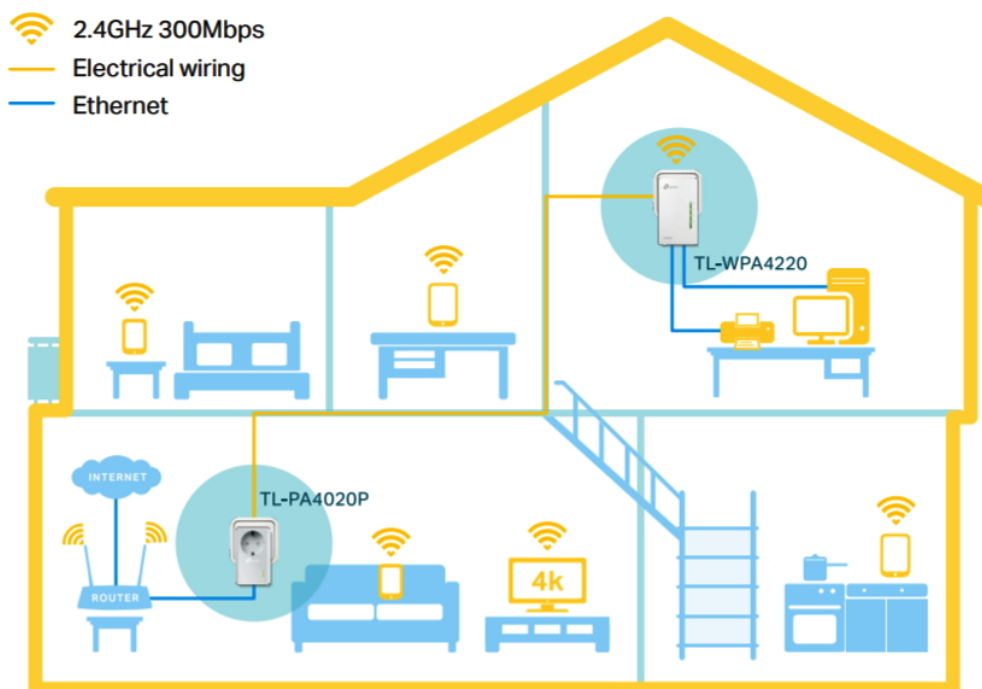 2.4GHz 300Mbps
Electrical wiring
Ethernet
TL-WPA4220
TL-PA4020P
INTERNET
ROUTER
4k